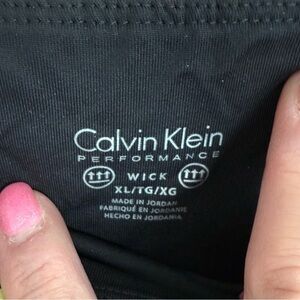 Calvin Klein
PERFORMANCE
WICK
XL/TG/XG
MADE IN JORDAN
FABRIQUÉ EN JORDANIE
HECHO EN JORDANIA